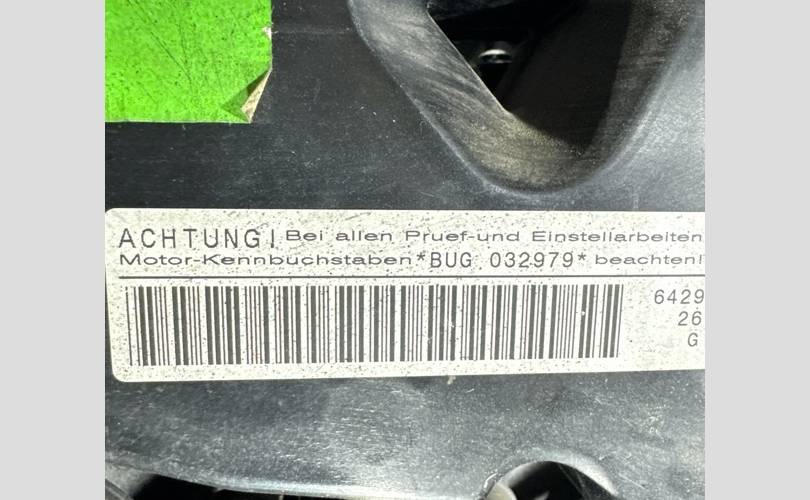 ACHTUNG! Bei allen Pruef-und Einstellarbeiten
Motor-Kennbuchstaben *BUG 032979* beachten!
6429
26
G